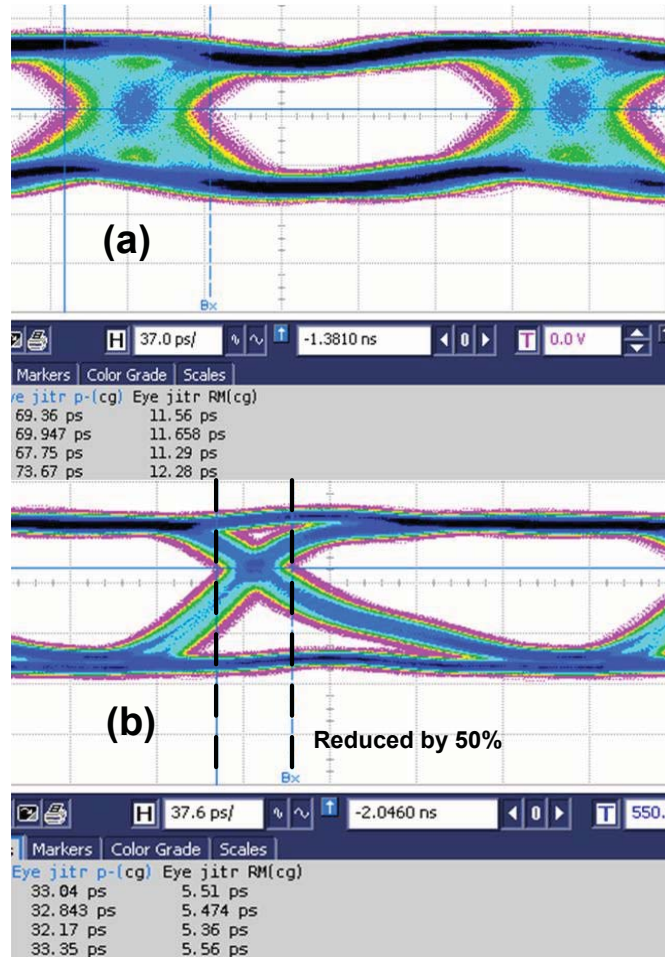 Bx
(a)
Bx
H 37.0 ps/ -1.3810 ns 0 T 0.0 V
Markers Color Grade Scales
ye jitr p-(cg) Eye jitr RM(cg)
69.36 ps 11.56 ps
69.947 ps 11.658 ps
67.75 ps 11.29 ps
73.67 ps 12.28 ps
(b)
Reduced by 50%
Bx
H 37.6 ps/ -2.0460 ns 0 T 550.
Markers Color Grade Scales
Eye jitr p-(cg) Eye jitr RM(cg)
33.04 ps 5.51 ps
32.843 ps 5.474 ps
32.17 ps 5.36 ps
33.35 ps 5.56 ps